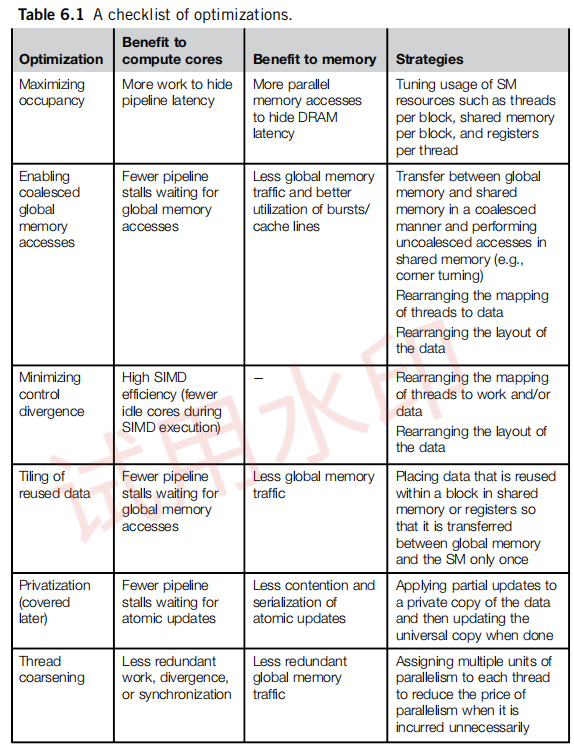 Table 6.1 A checklist of optimizations.
Optimization
Benefit to
compute cores
Benefit to memory
Strategies
Maximizing
occupancy
More work to hide
pipeline latency
More parallel
memory accesses
to hide DRAM
latency
Tuning usage of SM
resources such as threads
per block, shared memory
per block, and registers
per thread
Enabling
coalesced
global
memory
accesses
Fewer pipeline
stalls waiting for
global memory
accesses
Less global memory
traffic and better
utilization of bursts/
cache lines
Transfer between global
memory and shared
memory in a coalesced
manner and performing
uncoalesced accesses in
shared memory (e.g.,
corner turning)
Rearranging the mapping
of threads to data
Rearranging the layout of
the data
Minimizing
control
divergence
High SIMD
efficiency (fewer
idle cores during
SIMD execution)
—
Rearranging the mapping
of threads to work and/or
data
Rearranging the layout of
the data
Tiling of
reused data
Fewer pipeline
stalls waiting for
global memory
accesses
Less global memory
traffic
Placing data that is reused
within a block in shared
memory or registers so
that it is transferred
between global memory
and the SM only once
Privatization
(covered
later)
Fewer pipeline
stalls waiting for
atomic updates
Less contention and
serialization of
atomic updates
Applying partial updates to
a private copy of the data
and then updating the
universal copy when done
Thread
coarsening
Less redundant
work, divergence,
or synchronization
Less redundant
global memory
traffic
Assigning multiple units of
parallelism to each thread
to reduce the price of
parallelism when it is
incurred unnecessarily
试用水印